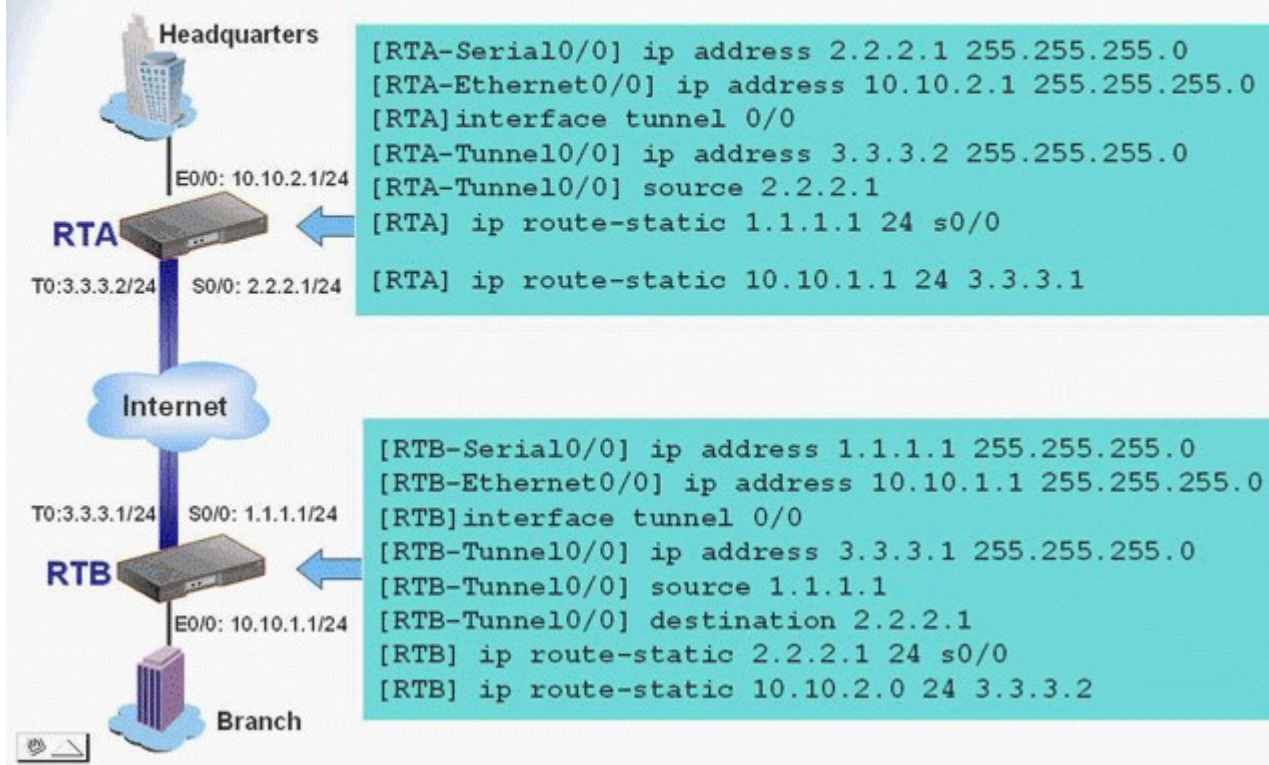 Headquarters
E0/0: 10.10.2.1/24
RTA
T0:3.3.3.2/24 S0/0: 2.2.2.1/24
[RTA-Serial0/0] ip address 2.2.2.1 255.255.255.0
[RTA-Ethernet0/0] ip address 10.10.2.1 255.255.255.0
[RTA]interface tunnel 0/0
[RTA-Tunnel0/0] ip address 3.3.3.2 255.255.255.0
[RTA-Tunnel0/0] source 2.2.2.1
[RTA] ip route-static 1.1.1.1 24 s0/0
[RTA] ip route-static 10.10.1.1 24 3.3.3.1
Internet
T0:3.3.3.1/24 S0/0: 1.1.1.1/24
RTB
E0/0: 10.10.1.1/24
Branch
[RTB-Serial0/0] ip address 1.1.1.1 255.255.255.0
[RTB-Ethernet0/0] ip address 10.10.1.1 255.255.255.0
[RTB]interface tunnel 0/0
[RTB-Tunnel0/0] ip address 3.3.3.1 255.255.255.0
[RTB-Tunnel0/0] source 1.1.1.1
[RTB-Tunnel0/0] destination 2.2.2.1
[RTB] ip route-static 2.2.2.1 24 s0/0
[RTB] ip route-static 10.10.2.0 24 3.3.3.2